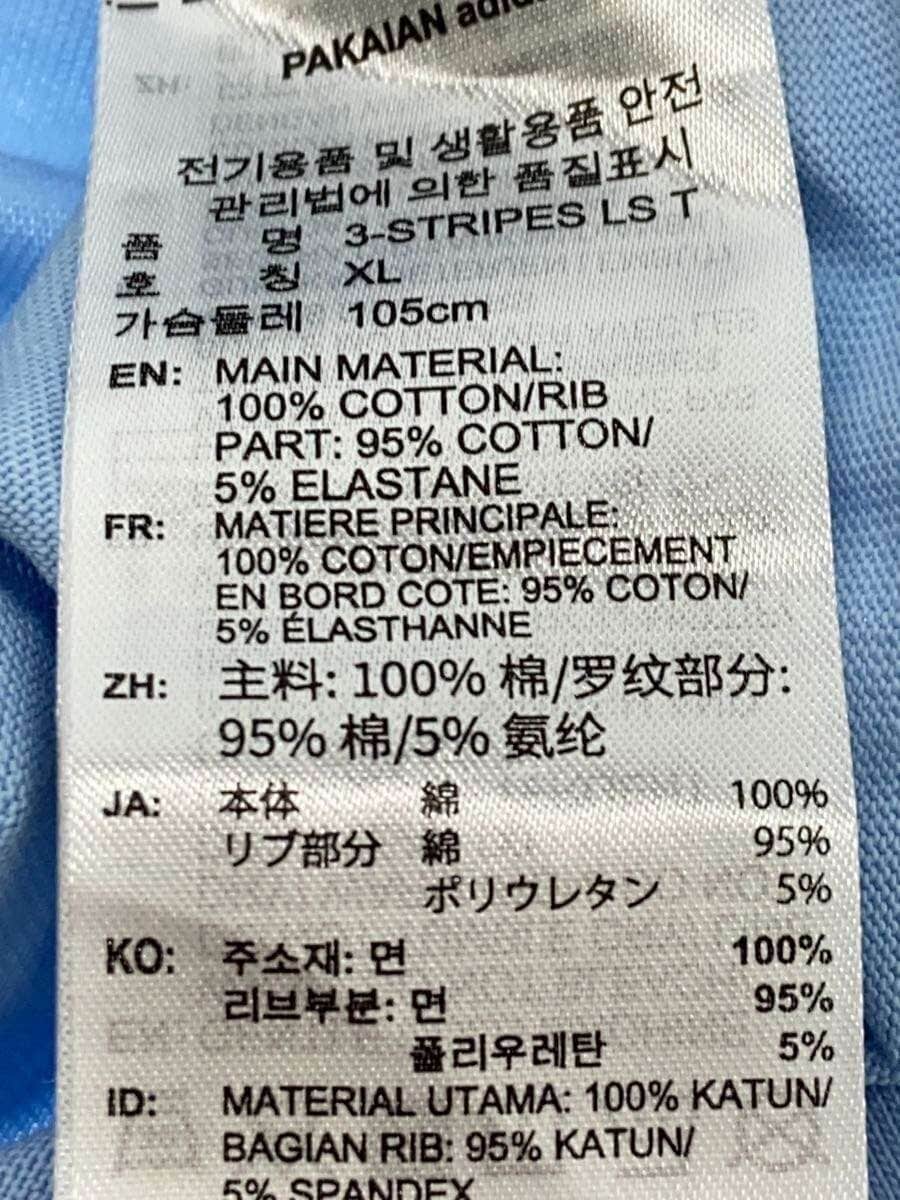 PAKAIAN
전기용품 및 생활용품 안전
관리법에 의한 품질표시
품 명 3-STRIPES LS T
호 칭 XL
가슴둘레 105cm
EN: MAIN MATERIAL:
100% COTTON/RIB
PART: 95% COTTON/
5% ELASTANE
FR: MATIERE PRINCIPALE:
100% COTON/EMPIECEMENT
EN BORD COTE: 95% COTON/
5% ÉLASTHANNE
ZH: 主料: 100% 棉/罗纹部分:
95% 棉/5% 氨纶
JA: 本体 綿 100%
リブ部分 綿 95%
ポリウレタン 5%
KO: 주소재: 면 100%
리브부분: 면 95%
폴리우레탄 5%
ID: MATERIAL UTAMA: 100% KATUN/
BAGIAN RIB: 95% KATUN/
5% SPANDEX